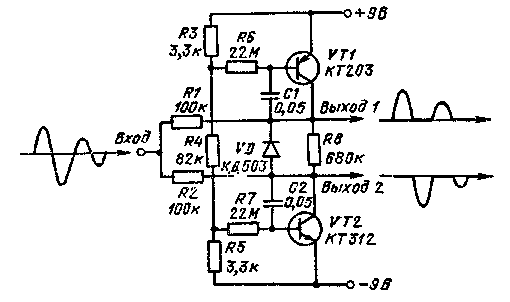 +9В
R3
3,3к
R6
22М
VT1
КТ203
C1
0,05
R1
100к
Выход 1
Вход
R4
82к
VD
КД503
R8
680к
R2
100к
Выход 2
R7
22М
C2
0,05
VT2
КТ312
R5
3,3к
-9В